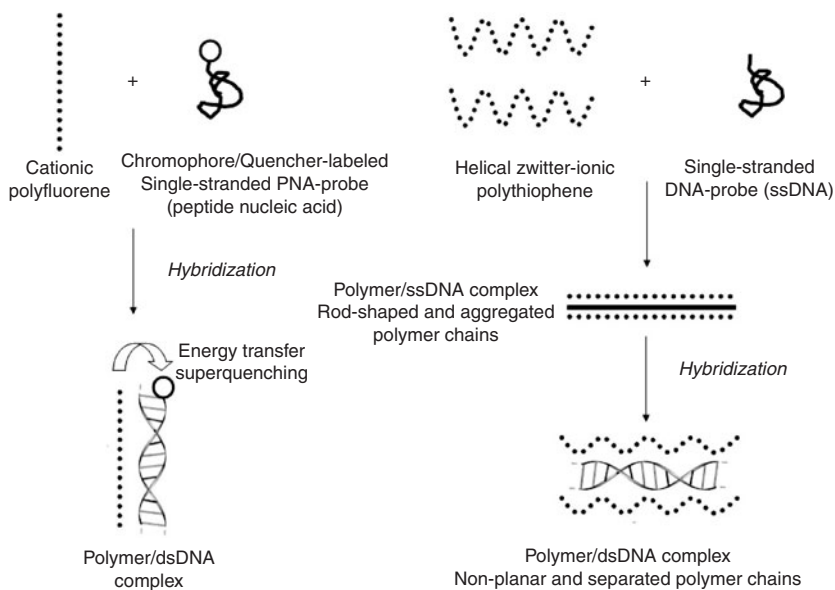 +
Cationic
polyfluorene
Chromophore/Quencher-labeled
Single-stranded PNA-probe
(peptide nucleic acid)
Hybridization
Energy transfer
superquenching
Polymer/dsDNA
complex
+
Helical zwitter-ionic
polythiophene
Single-stranded
DNA-probe (ssDNA)
Polymer/ssDNA complex
Rod-shaped and aggregated
polymer chains
Hybridization
Polymer/dsDNA complex
Non-planar and separated polymer chains